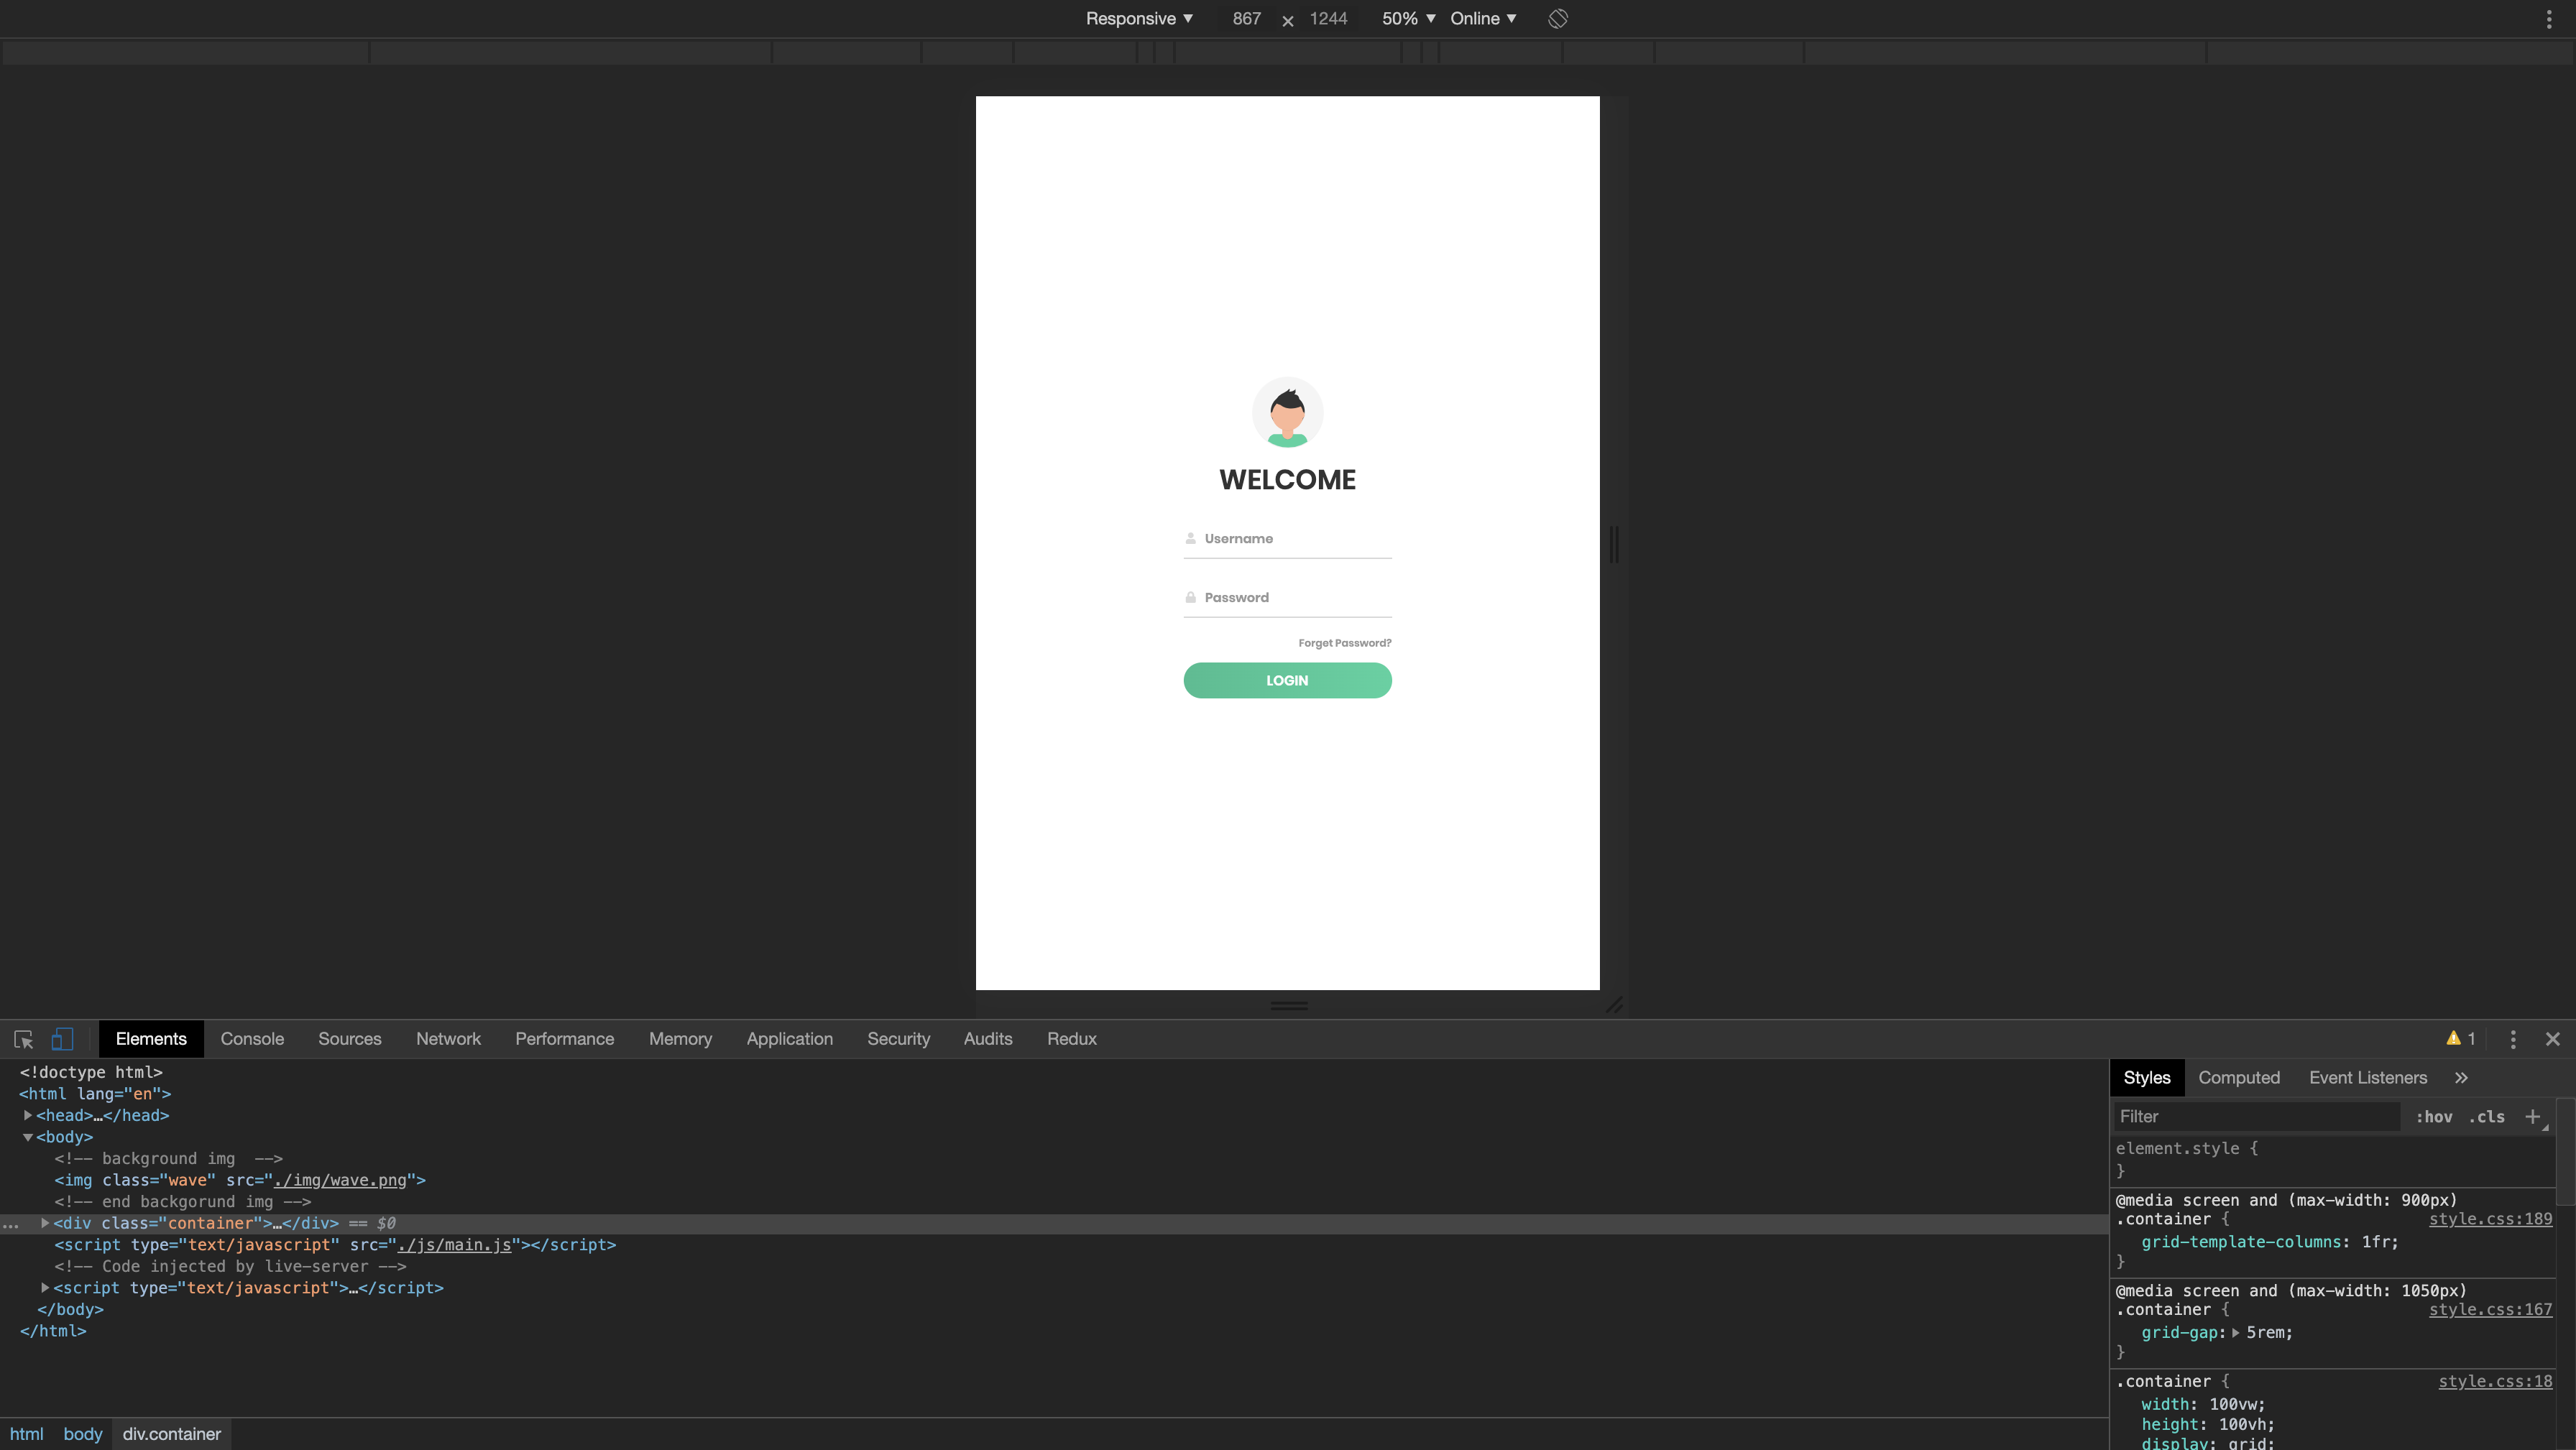 Responsive ▼ 867 × 1244 50% ▼ Online ▼
WELCOME
Username
Password
Forget Password?
LOGIN
Elements Console Sources Network Performance Memory Application Security Audits Redux 1
<!doctype html>
<html lang="en">
<head>…</head>
<body>
<!-- background img  -->
<img class="wave" src="./img/wave.png">
<!-- end backgorund img -->
... <div class="container">…</div> == $0
<script type="text/javascript" src="./js/main.js"></script>
<!-- Code injected by live-server -->
<script type="text/javascript">…</script>
</body>
</html>
html body div.container
Styles Computed Event Listeners »
Filter :hov .cls +
element.style {
}
@media screen and (max-width: 900px)
.container { style.css:189
grid-template-columns: 1fr;
}
@media screen and (max-width: 1050px)
.container { style.css:167
grid-gap: 5rem;
}
.container { style.css:18
width: 100vw;
height: 100vh;
display: grid;